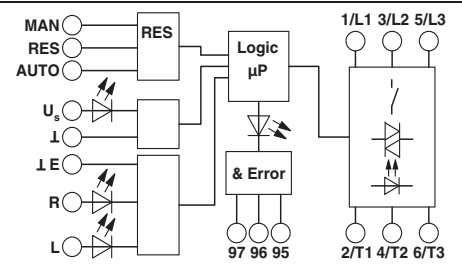 MAN
RES
AUTO
RES
Us
⊥
⊥ E
R
L
Logic
µP
& Error
97 96 95
1/L1 3/L2 5/L3
2/T1 4/T2 6/T3